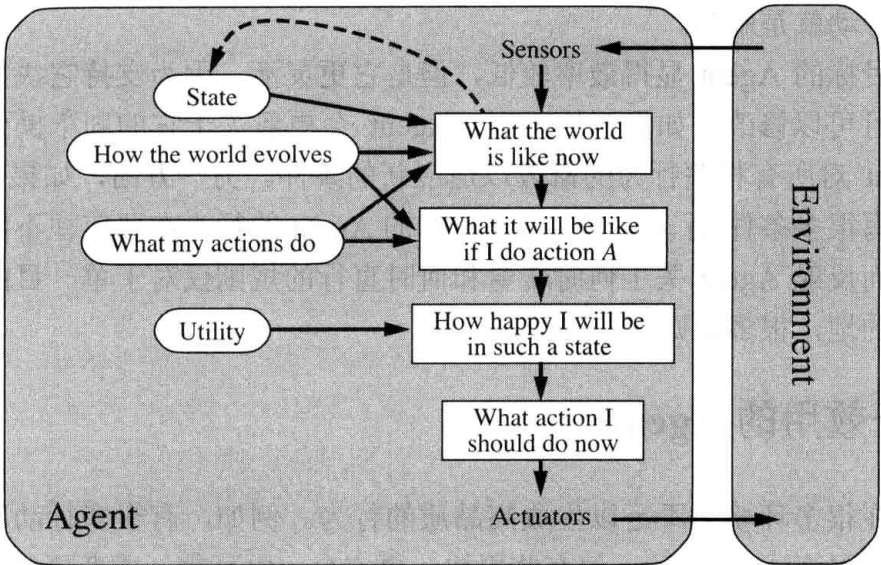 Sensors
State
What the world
is like now
How the world evolves
What it will be like
if I do action A
What my actions do
How happy I will be
in such a state
Utility
What action I
should do now
Agent
Actuators
Environment